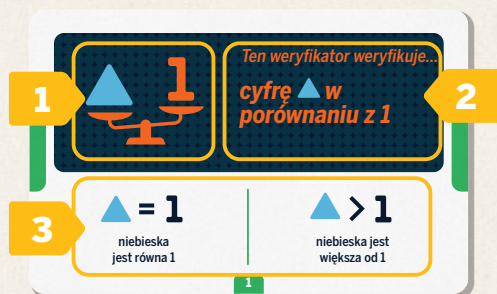 1
1
Ten weryfikator weryfikuje...
cyfrę w
porównaniu z 1
2
3
= 1
niebieska
jest równa 1
> 1
niebieska jest
większa od 1
1